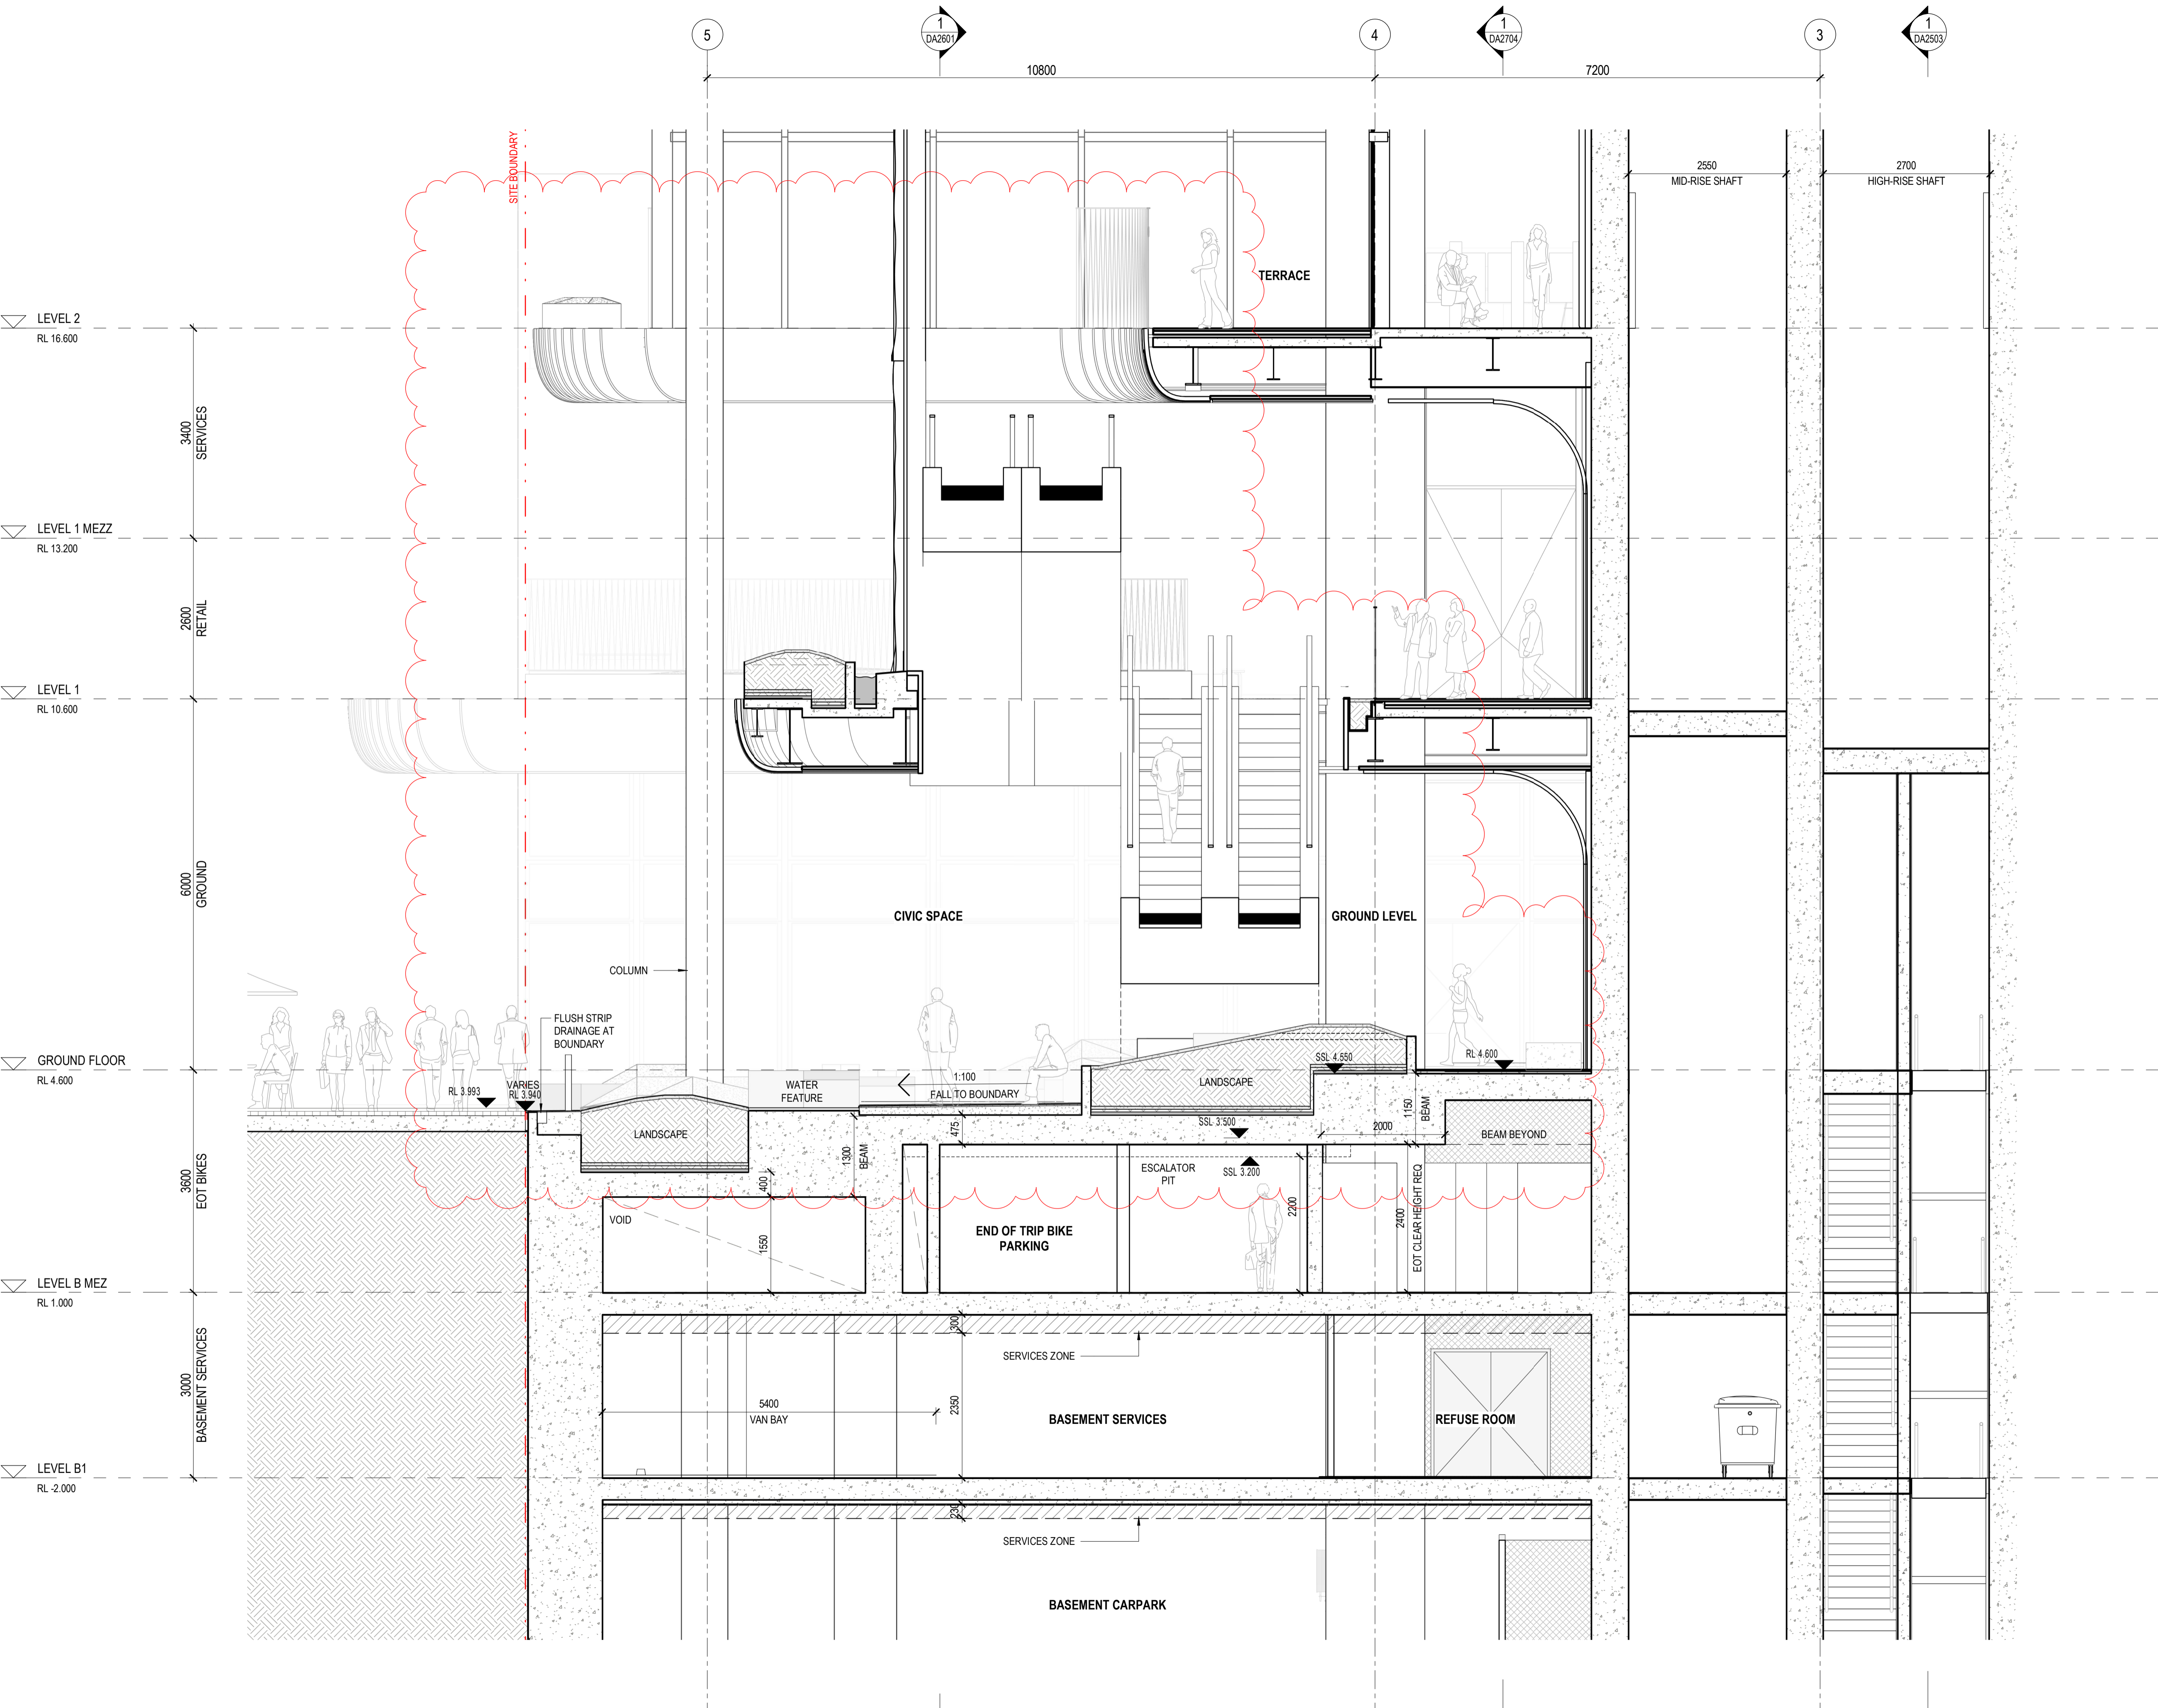 5
1
DA2601
4
1
DA2704
3
1
DA2503
10800
7200
SITE BOUNDARY
2550
MID-RISE SHAFT
2700
HIGH-RISE SHAFT
TERRACE
LEVEL 2
RL 16.600
3400
SERVICES
LEVEL 1 MEZZ
RL 13.200
2600
RETAIL
LEVEL 1
RL 10.600
6000
GROUND
CIVIC SPACE
GROUND LEVEL
COLUMN
FLUSH STRIP
DRAINAGE AT
BOUNDARY
GROUND FLOOR
RL 4.600
RL 3.993
VARIES
RL 3.940
WATER
FEATURE
1:100
FALL TO BOUNDARY
LANDSCAPE
SSL 4.550
RL 4.600
LANDSCAPE
1300
BEAM
475
SSL 3.500
2000
1150
BEAM
BEAM BEYOND
3600
EOT BIKES
400
ESCALATOR
PIT
SSL 3.200
VOID
1550
END OF TRIP BIKE
PARKING
2200
2400
EOT CLEAR HEIGHT REQ
LEVEL B MEZ
RL 1.000
300
SERVICES ZONE
3000
BASEMENT SERVICES
5400
VAN BAY
2350
BASEMENT SERVICES
REFUSE ROOM
LEVEL B1
RL -2.000
230
SERVICES ZONE
BASEMENT CARPARK